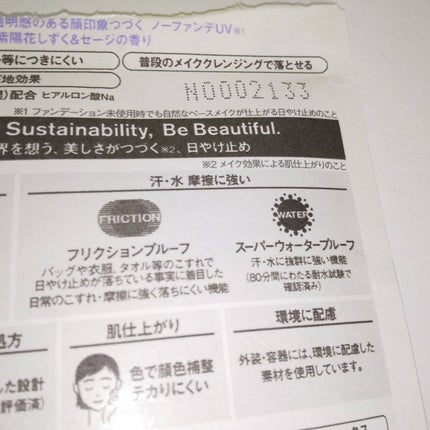 透明感のある顔印象つづく ノーファンデUV※1
紫陽花しずく&セージの香り
等につきにくい
普段のメイククレンジングで落とせる
地効果
配合 ヒアルロン酸Na
N0002133
※1 ファンデーション未使用時でも自然なベースメイクが仕上がる日やけ止めのこと
Sustainability, Be Beautiful.
界を想う、美しさがつづく※2、日やけ止め
※2 メイク効果による肌仕上がりのこと
汗・水 摩擦に強い
FRICTION
フリクションプルーフ
バッグや衣服、タオル等のこすれで
日やけ止めが落ちている事実に着目した
日常のこすれ・摩擦に強く落ちにくい機能
WATER
スーパーウォータープルーフ
汗・水に抜群に強い機能
(80分間にわたる耐水試験で
確認済み)
処方
した設計
評価済)
肌仕上がり
色で顔色補整
テカりにくい
環境に配慮
外装・容器には、環境に配慮した
素材を使用しています。